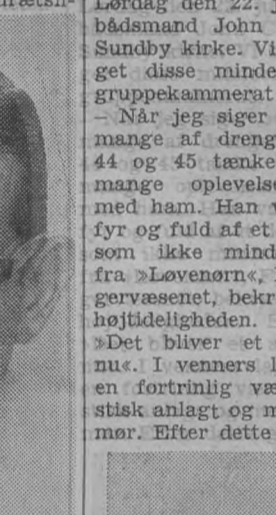 Lørdag den 22.
bådsmand John
Sundby kirke. Vi
get disse minde
gruppekammerat
– Når jeg siger
mange af dreng
44 og 45 tænke
mange oplevelse
med ham. Han v
fyr og fuld af et
som ikke mind
fra »Løvenørn«,
gervæsenet, bekr
højtideligheden.
»Det bliver et
nu«. I venners l
en fortrinlig væ
stisk anlagt og m
mør. Efter dette